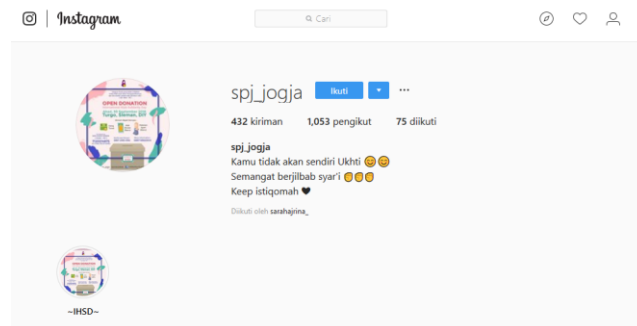 Instagram
Cari
OPEN DONATION
spj_jogja Ikuti
432 kiriman 1,053 pengikut 75 diikuti
spj_jogja
Kamu tidak akan sendiri Ukhti 😊😊
Semangat berjilbab syar'i ✊✊✊
Keep istiqomah 🖤
Diikuti oleh sarahajrina_
~IHSD~